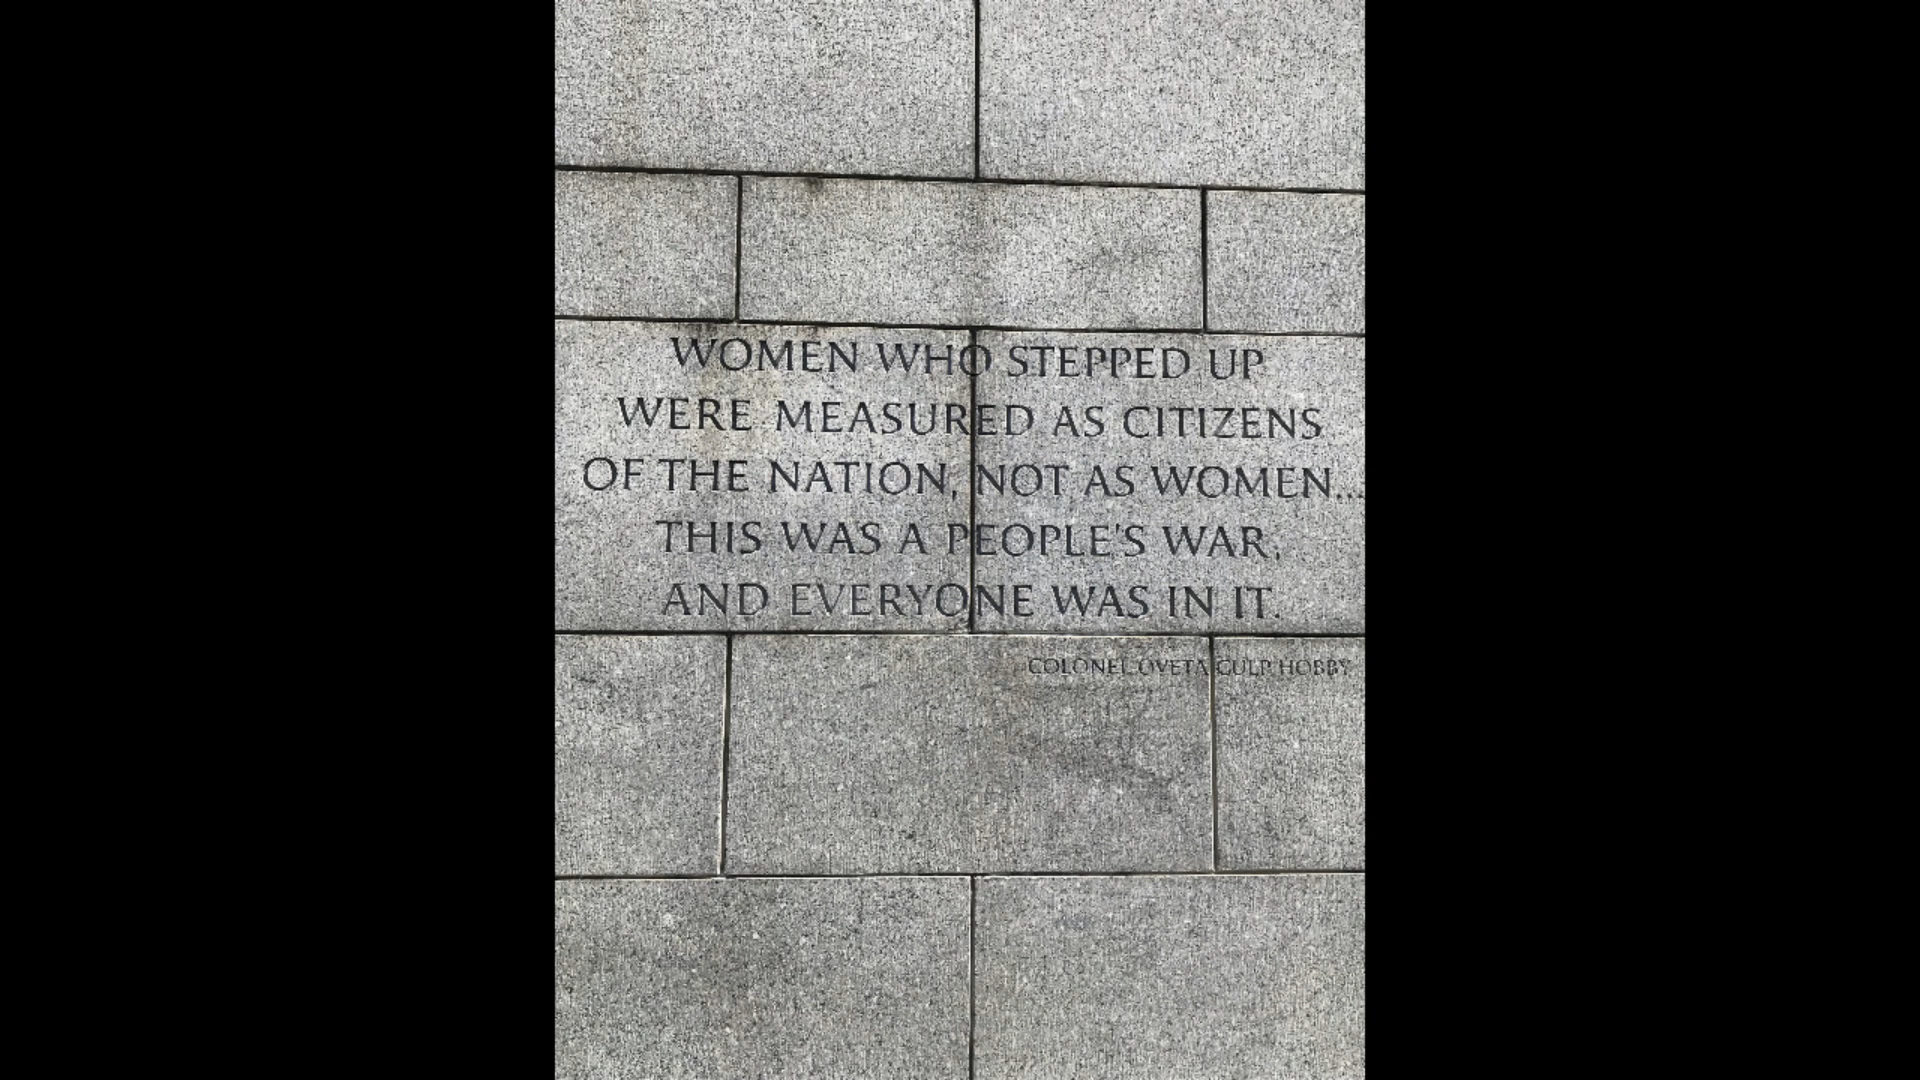 WOMEN WHO STEPPED UP
WERE MEASURED AS CITIZENS
OF THE NATION, NOT AS WOMEN...
THIS WAS A PEOPLE'S WAR,
AND EVERYONE WAS IN IT.
COLONEL OVETA CULP HOBBY